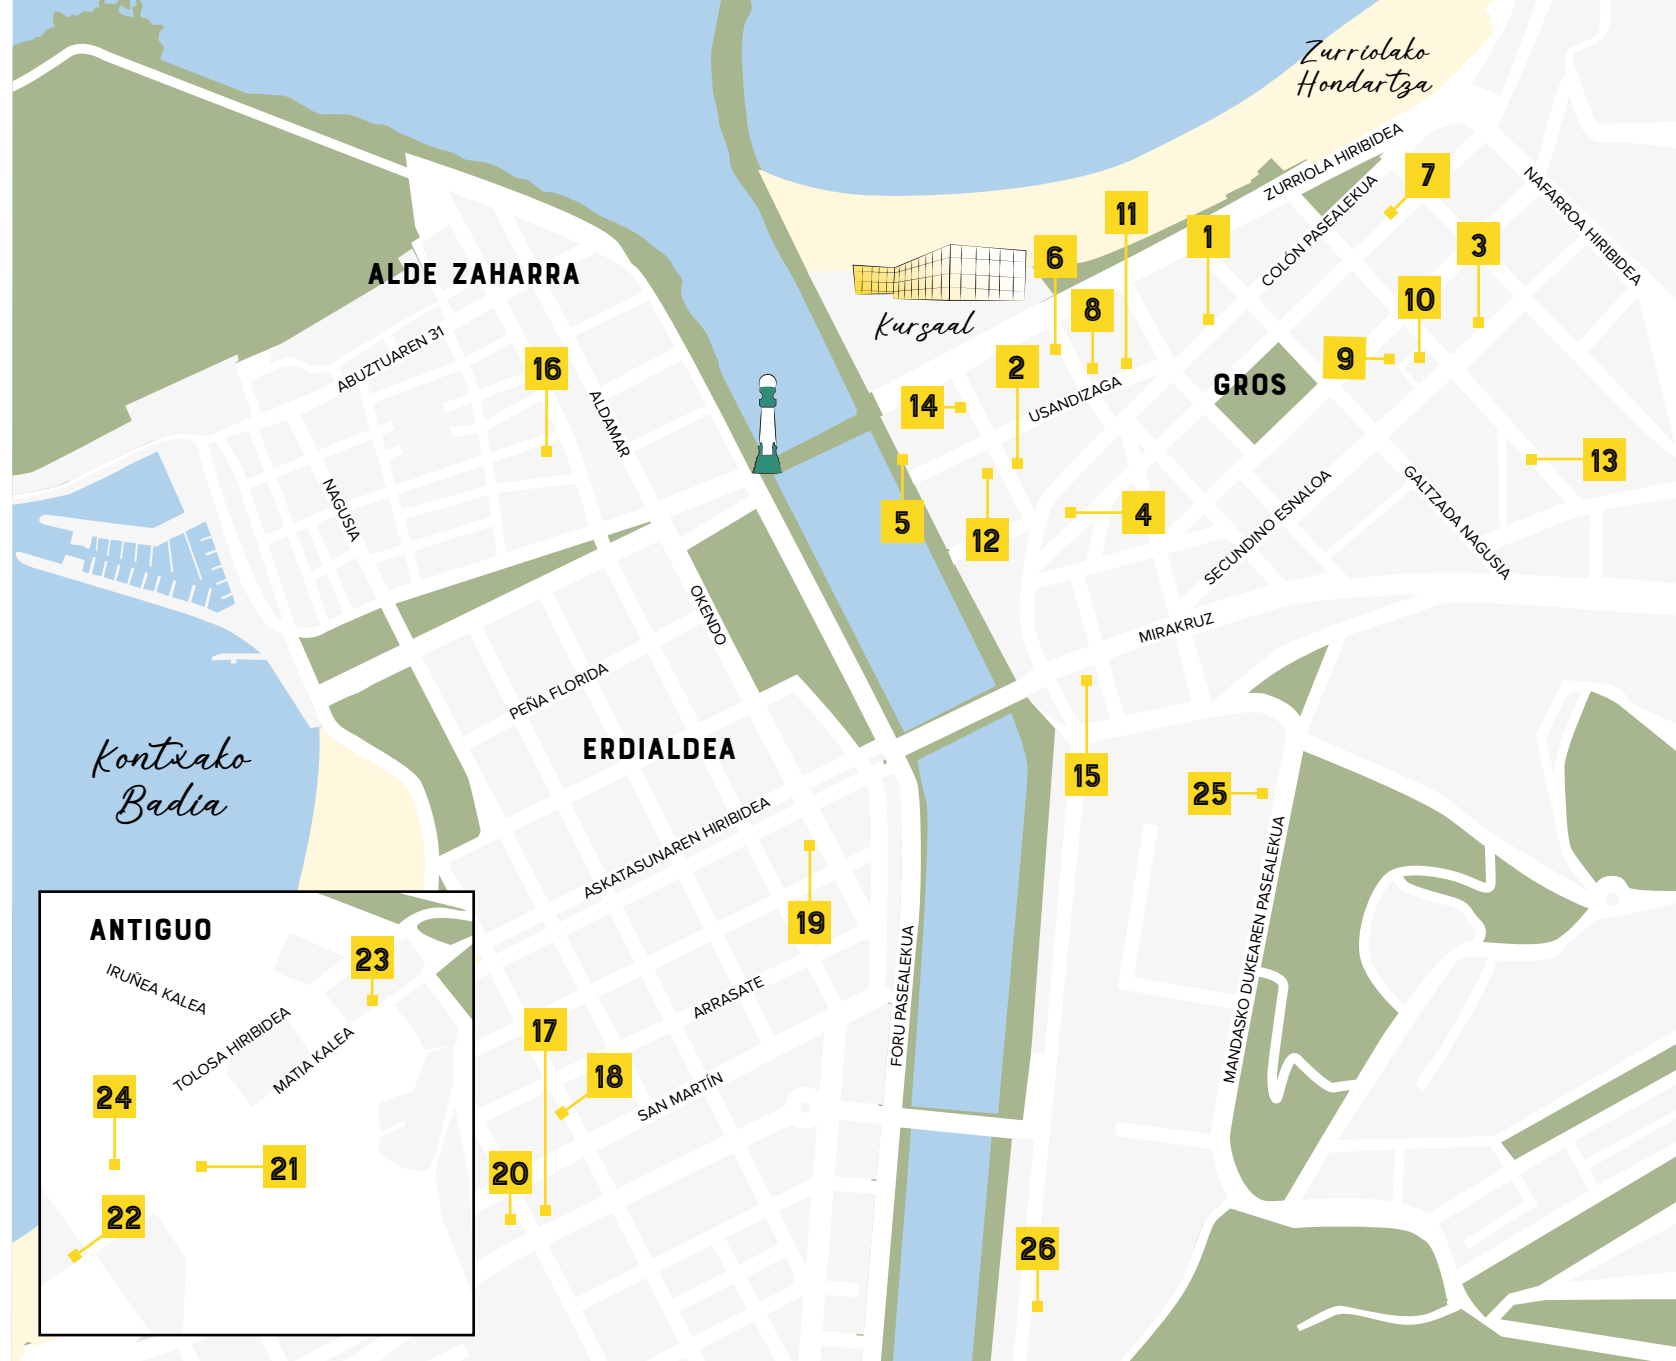 Zurriolako
Hondartza
ZURRIOLA HIRIBIDEA
7
NAFARROA HIRIBIDEA
COLÓN PASEALEKUA
11
1
3
6
ALDE ZAHARRA
10
8
Kursaal
ABUZTUAREN 31
9
2
16
GROS
USANDIZAGA
14
ALDAMAR
13
NAGUSIA
5
12
4
SECUNDINO ESNALOA
GALTZADA NAGUSIA
OKENDO
MIRAKRUZ
PEÑA FLORIDA
Kontxako
Badia
ERDIALDEA
15
25
ASKATASUNAREN HIRIBIDEA
19
MANDASKO DUKEAREN PASEALEKUA
FORU PASEALEKUA
ANTIGUO
23
IRUÑEA KALEA
TOLOSA HIRIBIDEA
MATIA KALEA
ARRASATE
17
18
SAN MARTÍN
24
21
20
22
26